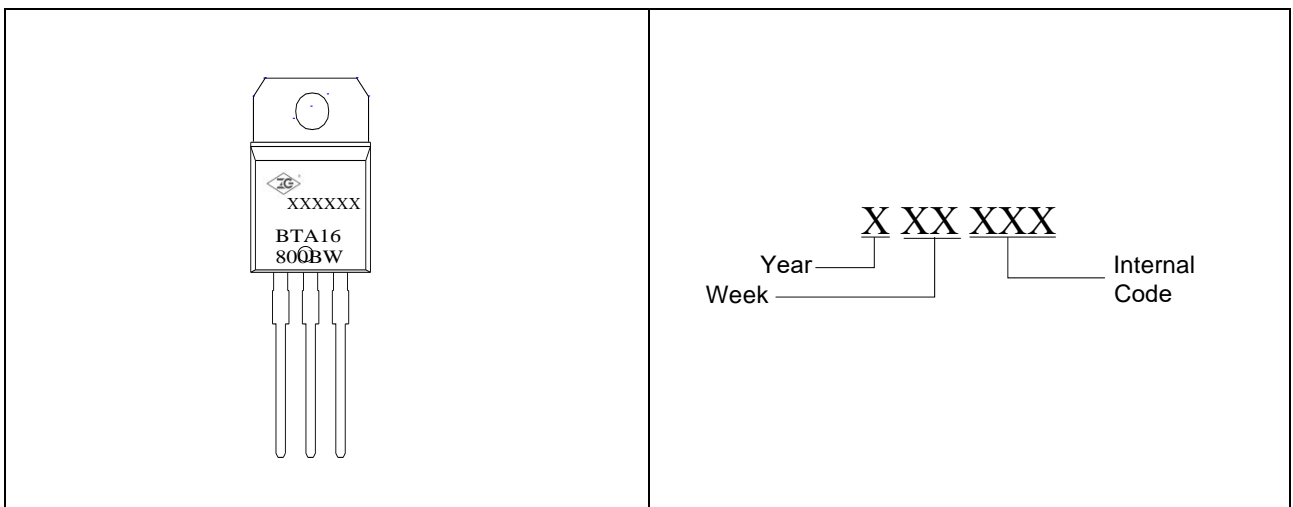 XXXXXX
BTA16
800BW
X XX XXX
Year
Week
Internal
Code